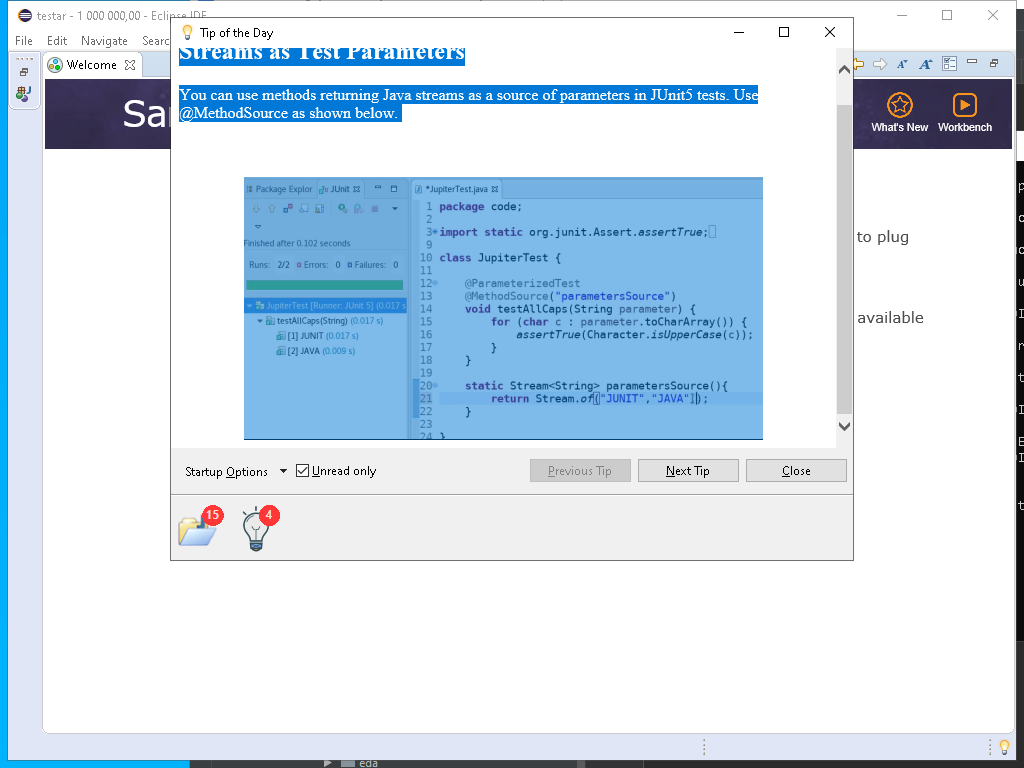 testar - 1 000 000,00 - Eclipse IDE
Tip of the Day
File Edit Navigate Searc
Welcome
Streams as Test Parameters
You can use methods returning Java streams as a source of parameters in JUnit5 tests. Use
@MethodSource as shown below.
What's New Workbench
Package Explor JUnit *JupiterTest.java
1 package code;
2
3 import static org.junit.Assert.assertTrue;
Finished after 0.102 seconds
9
10 class JupiterTest {
Runs: 2/2 Errors: 0 Failures: 0
11
12 @ParameterizedTest
13 @MethodSource("parametersSource")
JupiterTest [Runner: JUnit 5] (0.017 s
14 void testAllCaps(String parameter) {
testAllCaps(String) (0.017 s)
15 for (char c : parameter.toCharArray()) {
[1] JUNIT (0.017 s)
16 assertTrue(Character.isUpperCase(c));
17 }
[2] JAVA (0.009 s)
18 }
19
20 static Stream<String> parametersSource(){
21 return Stream.of("JUNIT","JAVA");
22 }
23
24 }
to plug
available
Startup Options Unread only Previous Tip Next Tip Close
15 4
eda